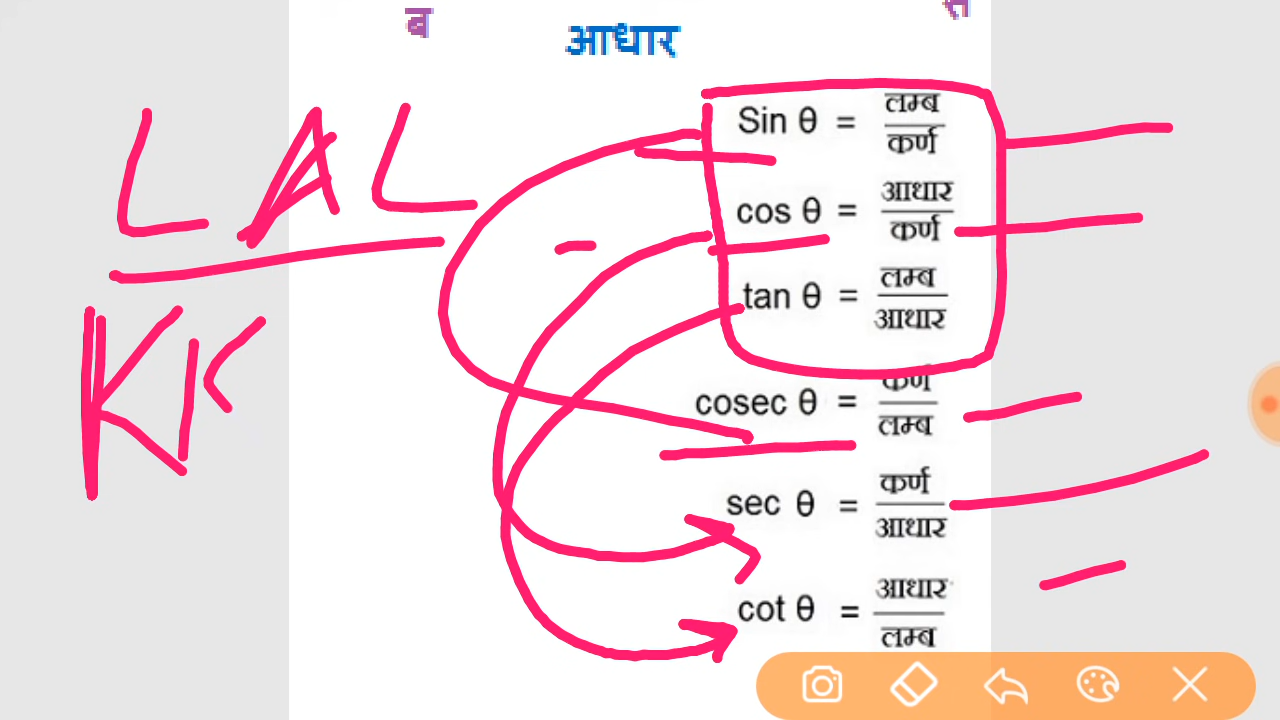 ब त
आधार
LAL
KK
Sin θ = लम्ब / कर्ण
cos θ = आधार / कर्ण
tan θ = लम्ब / आधार
cosec θ = कर्ण / लम्ब
sec θ = कर्ण / आधार
cot θ = आधार / लम्ब